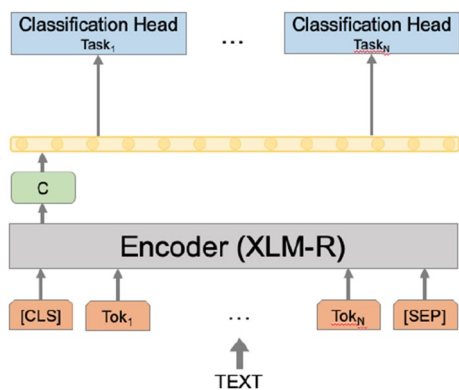 Classification Head
Task₁
...
Classification Head
Taskₙ
C
Encoder (XLM-R)
[CLS]
Tok₁
...
Tokₙ
[SEP]
TEXT